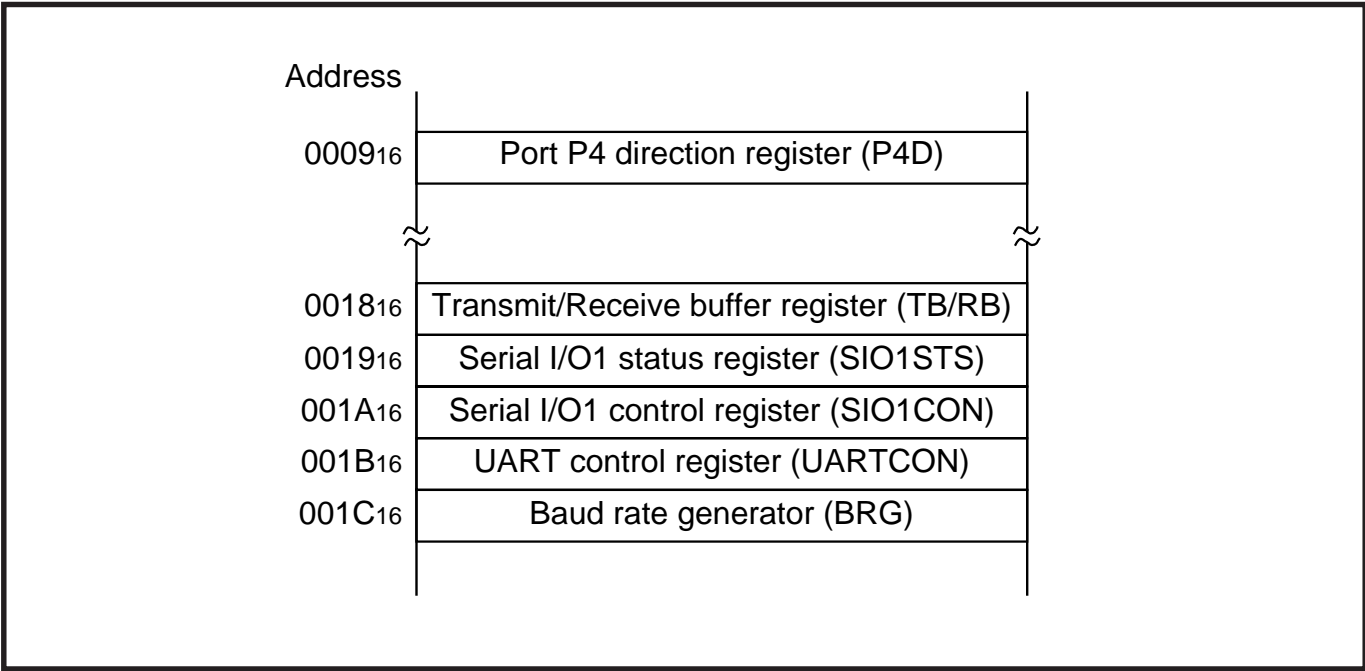 Address
0009₁₆ Port P4 direction register (P4D)
0018₁₆ Transmit/Receive buffer register (TB/RB)
0019₁₆ Serial I/O1 status register (SIO1STS)
001A₁₆ Serial I/O1 control register (SIO1CON)
001B₁₆ UART control register (UARTCON)
001C₁₆ Baud rate generator (BRG)